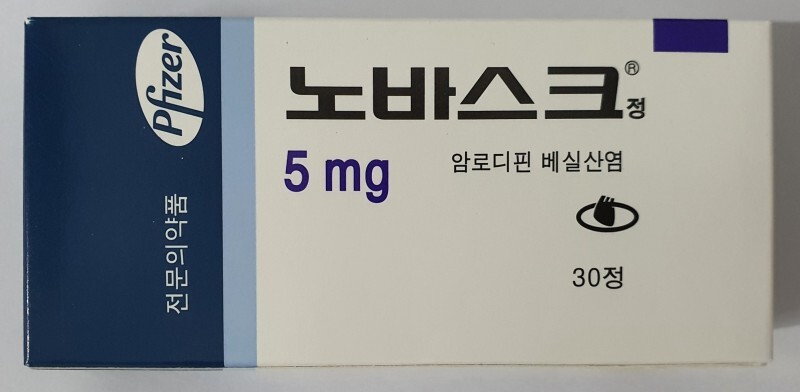 Pfizer
전문의약품
노바스크®정
5 mg
암로디핀 베실산염
30정